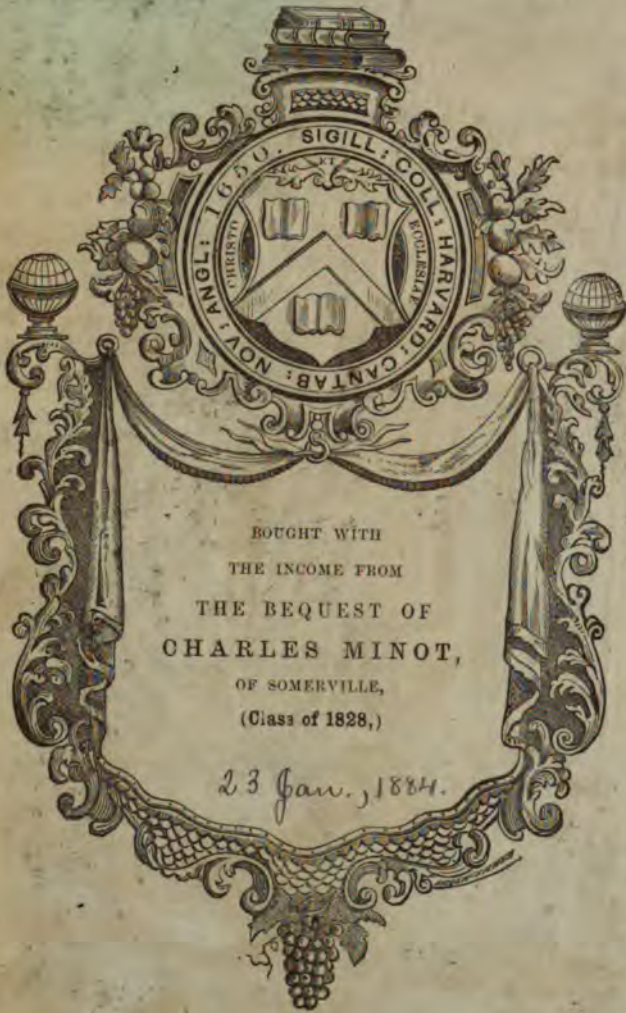 SIGILL: COLL: HARVARD: CANTAB: NOV: ANGL: 1650.
ET
CHRISTO
ECCLESIAE
BOUGHT WITH
THE INCOME FROM
THE BEQUEST OF
CHARLES MINOT,
OF SOMERVILLE,
(Class of 1828,)
23 Jan., 1884.